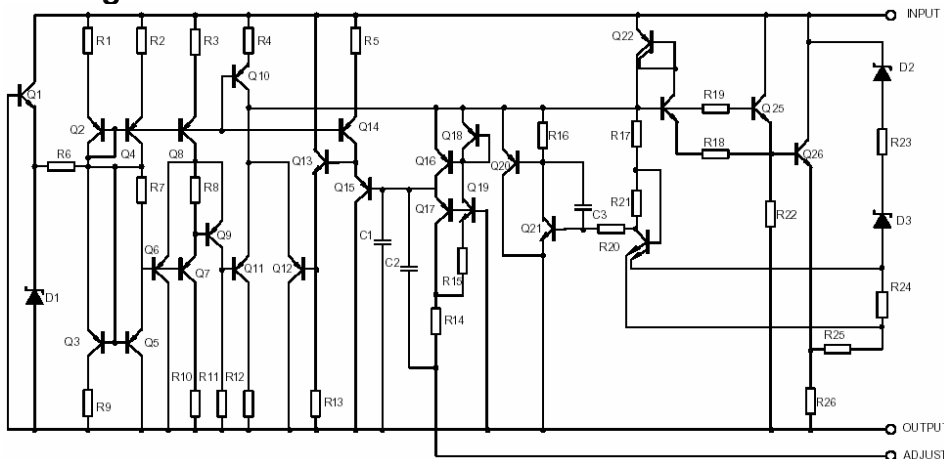 INPUT
R1
R2
R3
R4
R5
Q22
D2
Q10
Q1
R19
Q25
Q2
Q4
Q8
Q14
Q18
R16
R17
R23
Q13
Q16
Q20
R18
Q26
R6
R7
R8
Q15
Q19
R21
C3
Q17
R22
D3
Q6
Q9
C1
Q21
R20
Q7
Q11
Q12
C2
R15
D1
R24
R14
Q3
Q5
R25
R9
R10
R11
R12
R13
R26
OUTPUT
ADJUST